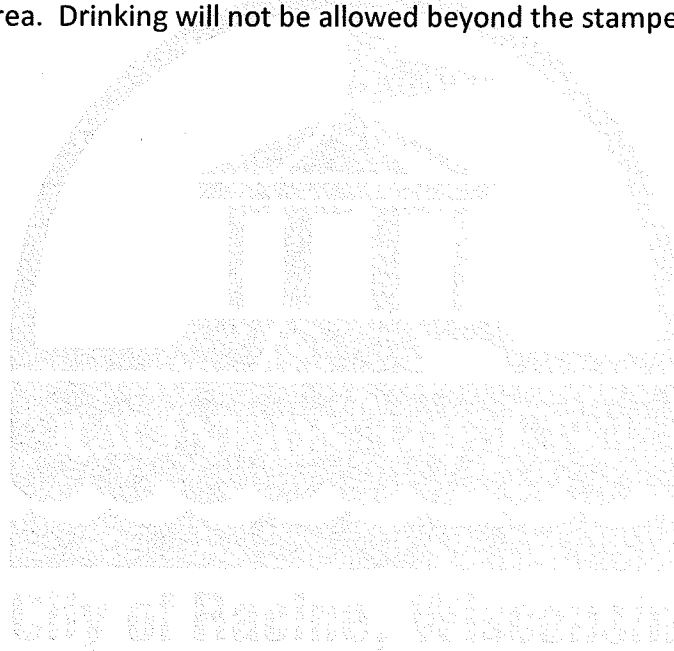 rea. Drinking will not be allowed beyond the stampe
City of Racine, Wisconsin